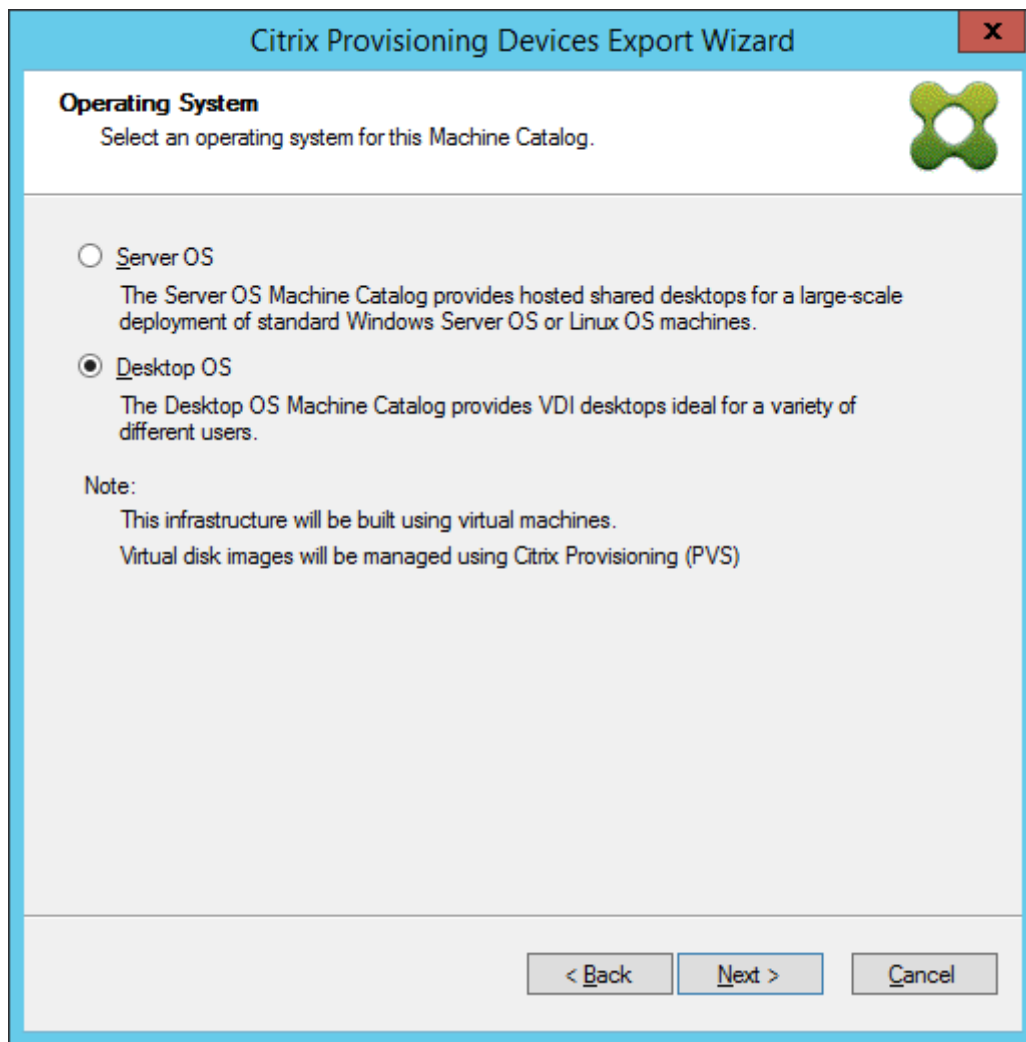 Citrix Provisioning Devices Export Wizard
x
Operating System
Select an operating system for this Machine Catalog.
Server OS
The Server OS Machine Catalog provides hosted shared desktops for a large-scale
deployment of standard Windows Server OS or Linux OS machines.
Desktop OS
The Desktop OS Machine Catalog provides VDI desktops ideal for a variety of
different users.
Note:
This infrastructure will be built using virtual machines.
Virtual disk images will be managed using Citrix Provisioning (PVS)
< Back
Next >
Cancel